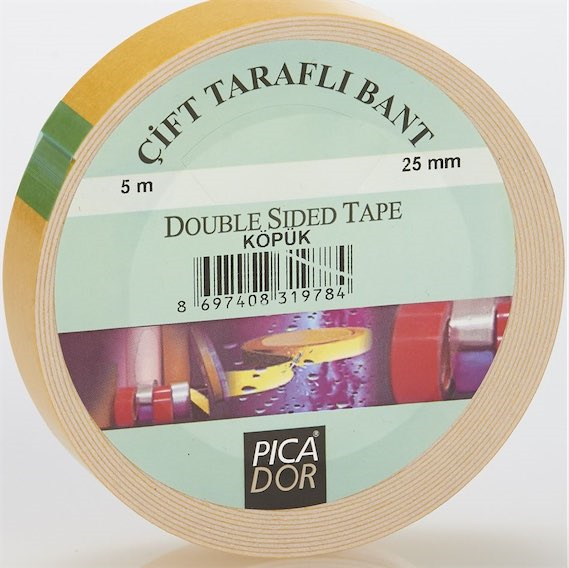 ÇİFT TARAFLI BANT
5 m 25 mm
DOUBLE SIDED TAPE
KÖPÜK
8 697408 319784
PICA®
DOR